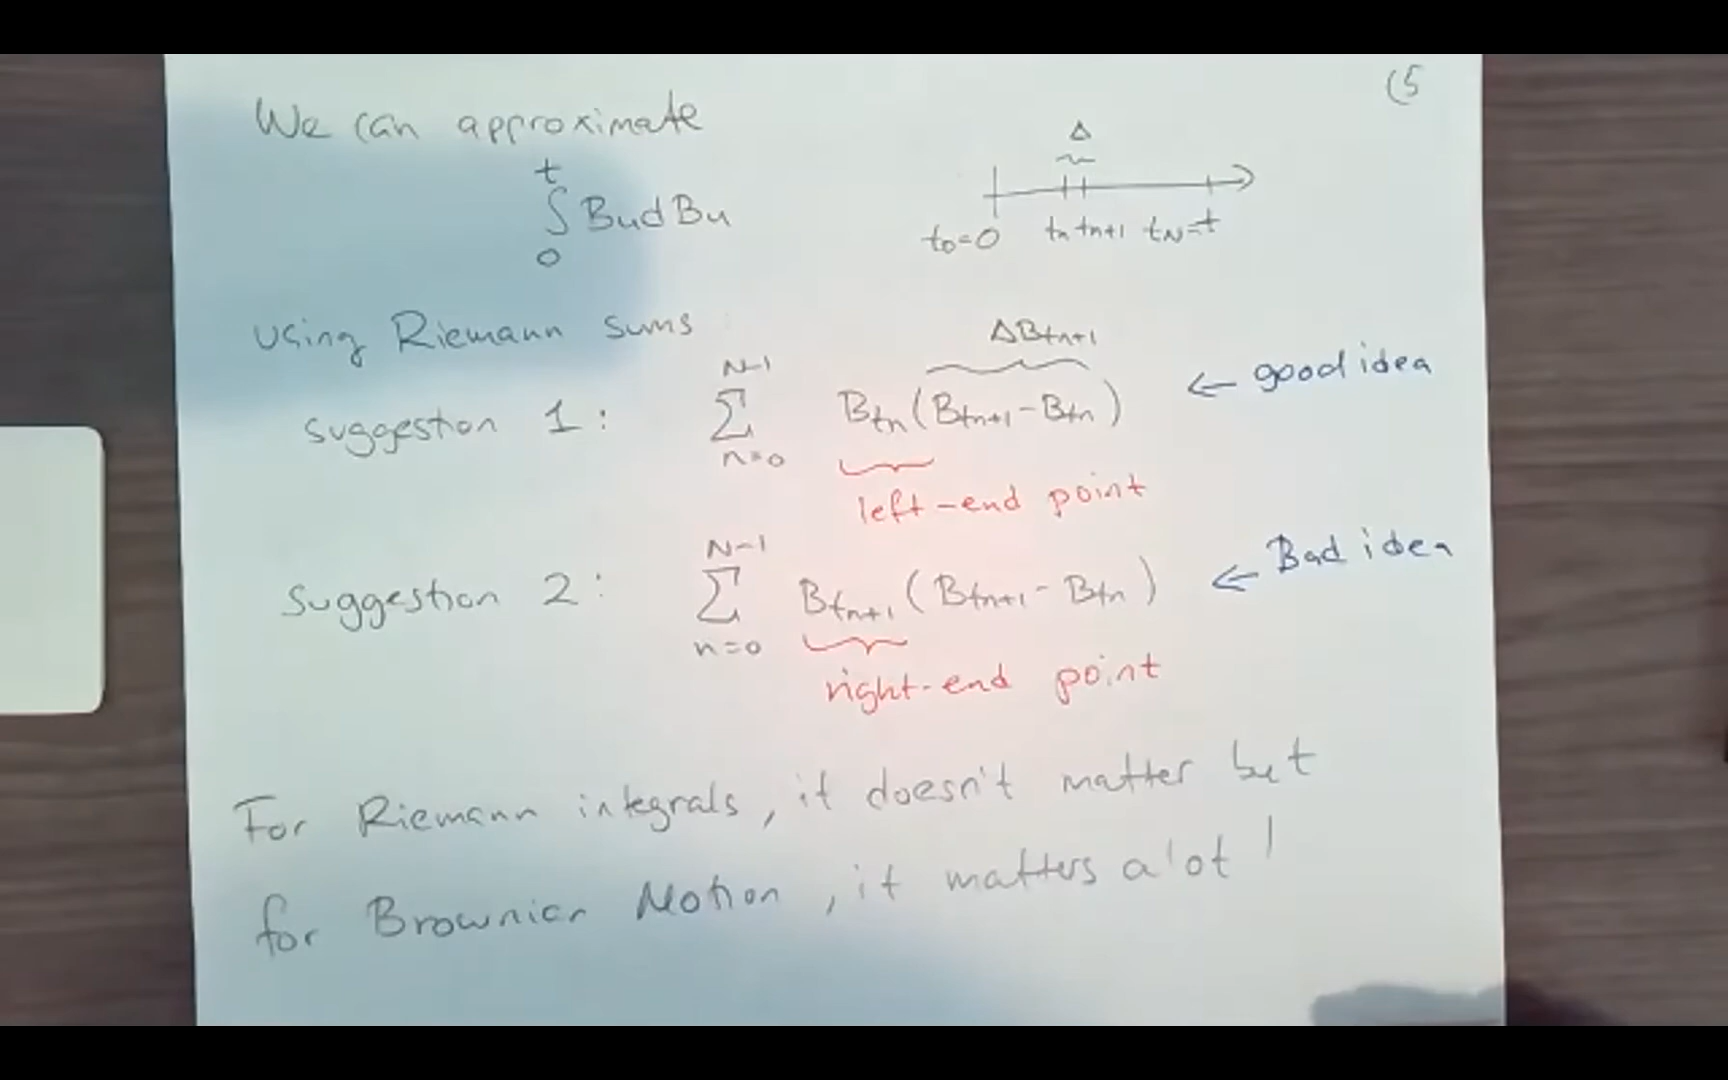 (5
We can approximate
∫₀ᵗ Bu dBu
Δ
t₀=0 tn tn+1 tN=t
using Riemann sums
ΔBtn+1
suggestion 1: Σ_{n=0}^{N-1} Btn (Btn+1 - Btn) ← good idea
left-end point
suggestion 2: Σ_{n=0}^{N-1} Btn+1 (Btn+1 - Btn) ← Bad idea
right-end point
For Riemann integrals, it doesn't matter but
for Brownian Motion, it matters a lot!